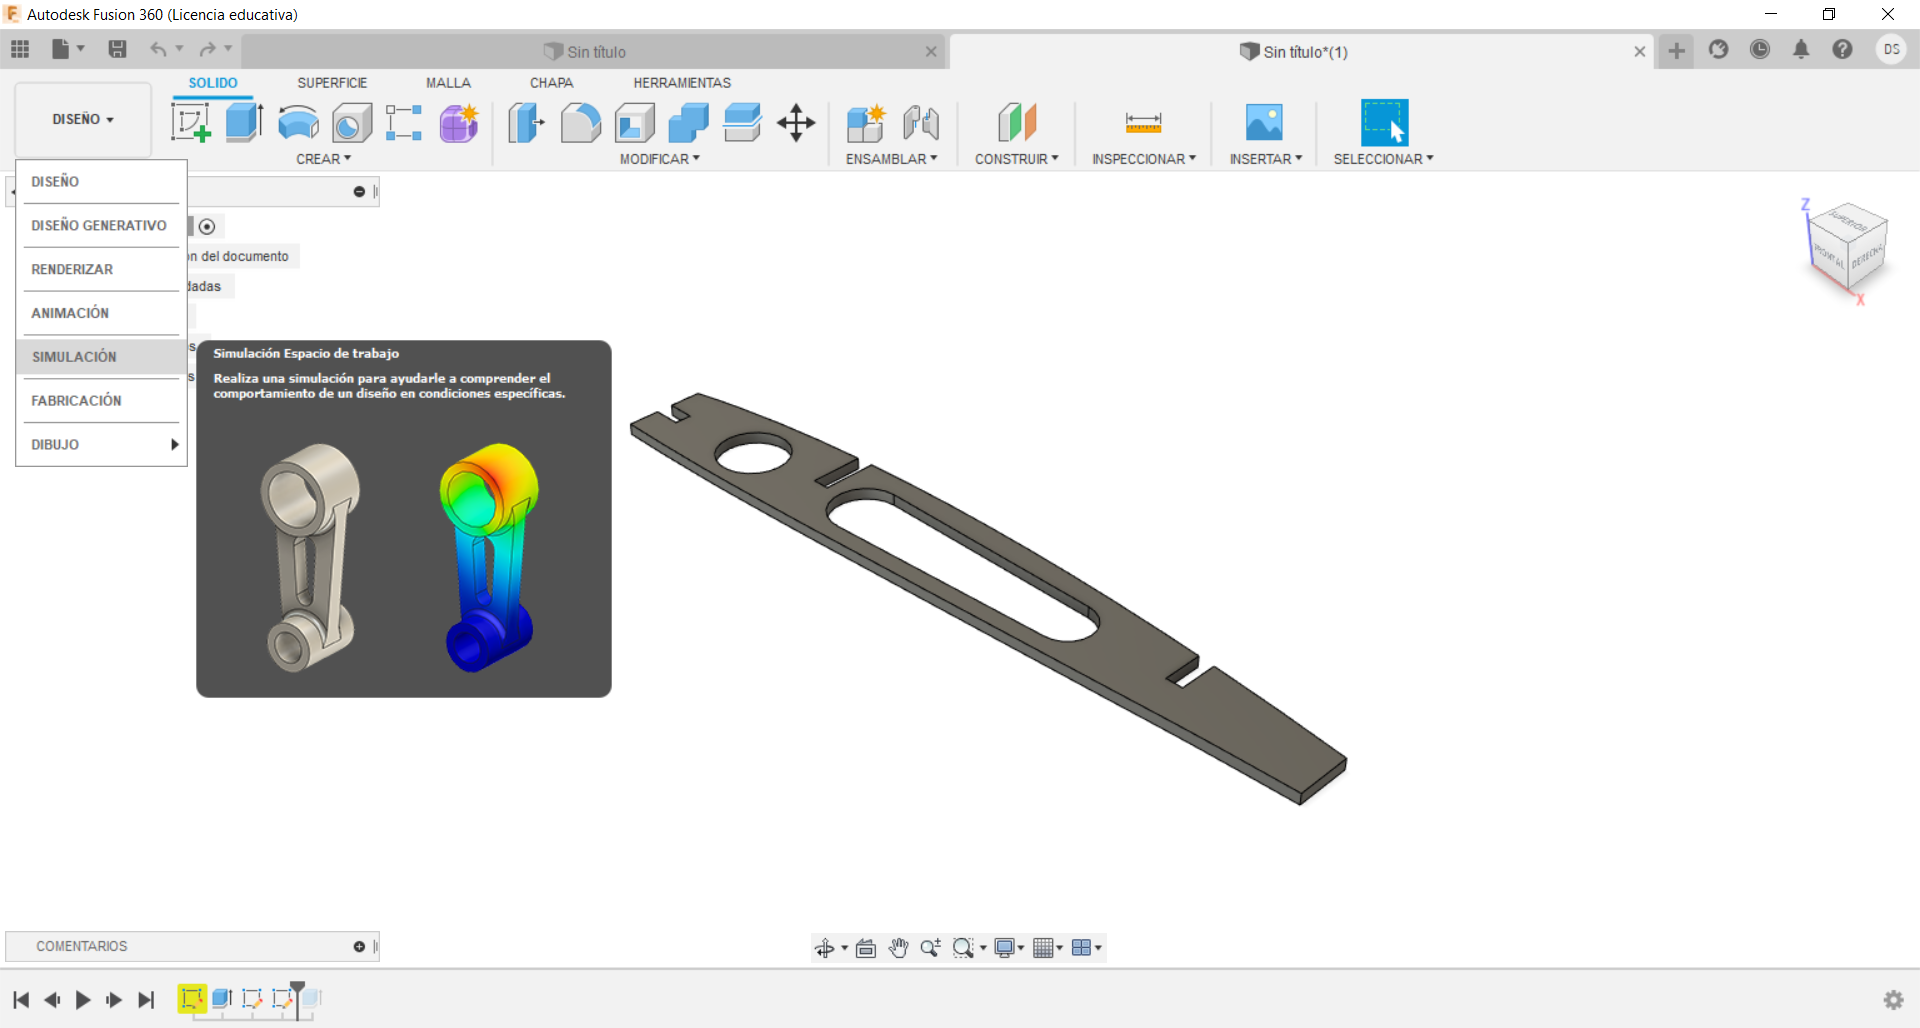 Autodesk Fusion 360 (Licencia educativa)
Sin título
Sin título*(1)
DS
DISEÑO
SOLIDO
SUPERFICIE
MALLA
CHAPA
HERRAMIENTAS
CREAR
MODIFICAR
ENSAMBLAR
CONSTRUIR
INSPECCIONAR
INSERTAR
SELECCIONAR
DISEÑO
DISEÑO GENERATIVO
RENDERIZAR
ANIMACIÓN
SIMULACIÓN
FABRICACIÓN
DIBUJO
n del documento
dadas
s
s
Simulación Espacio de trabajo
Realiza una simulación para ayudarle a comprender el
comportamiento de un diseño en condiciones específicas.
Z
SUPERIOR
FRONTAL
DERECHA
X
COMENTARIOS